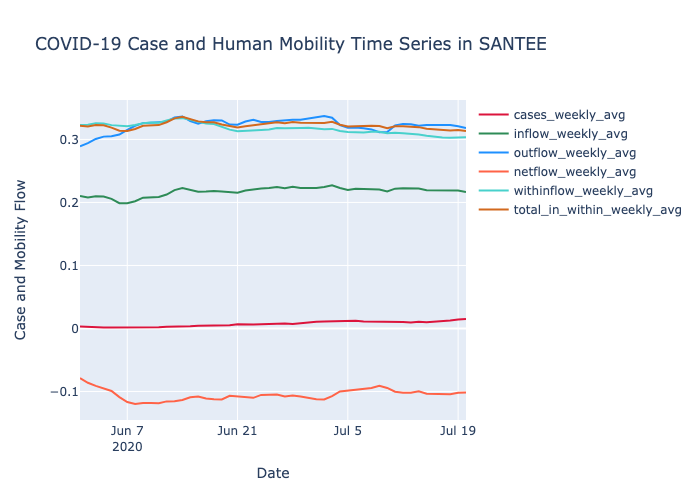 COVID-19 Case and Human Mobility Time Series in SANTEE
Case and Mobility Flow
0.3
0.2
0.1
0
−0.1
Jun 7
2020
Jun 21
Jul 5
Jul 19
Date
cases_weekly_avg
inflow_weekly_avg
outflow_weekly_avg
netflow_weekly_avg
withinflow_weekly_avg
total_in_within_weekly_avg